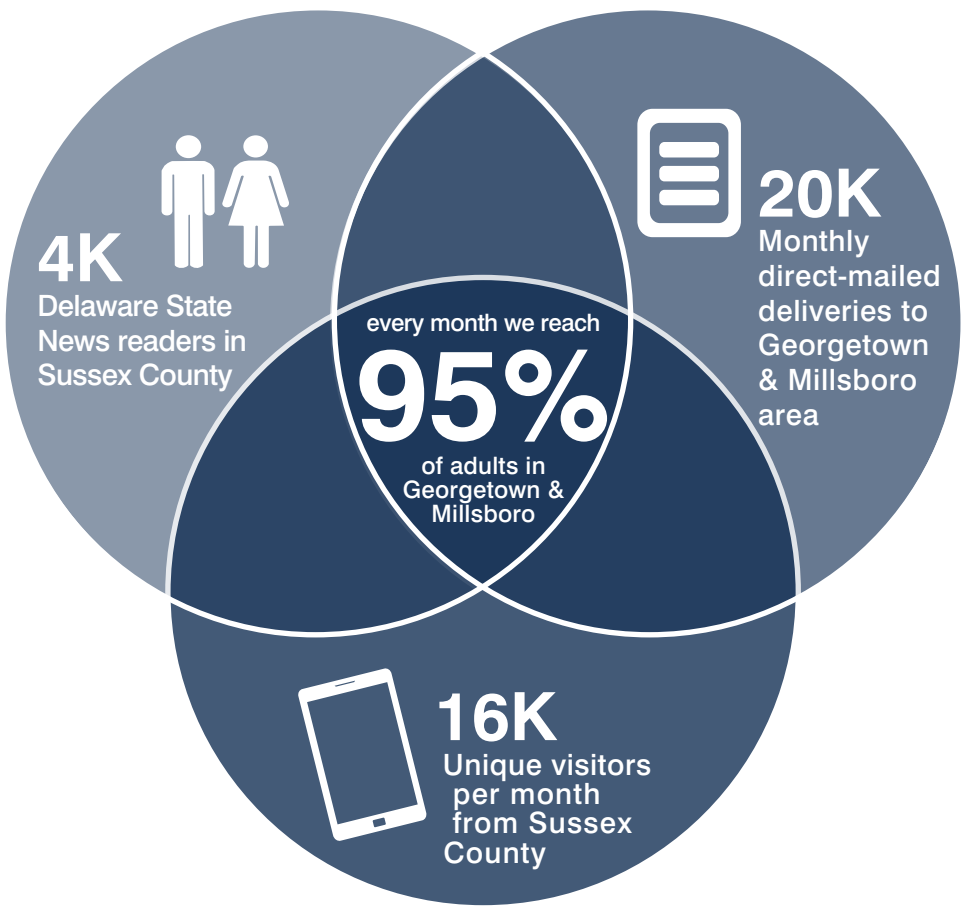 4K
Delaware State
News readers in
Sussex County
20K
Monthly
direct-mailed
deliveries to
Georgetown
& Millsboro
area
every month we reach
95%
of adults in
Georgetown &
Millsboro
16K
Unique visitors
per month
from Sussex
County